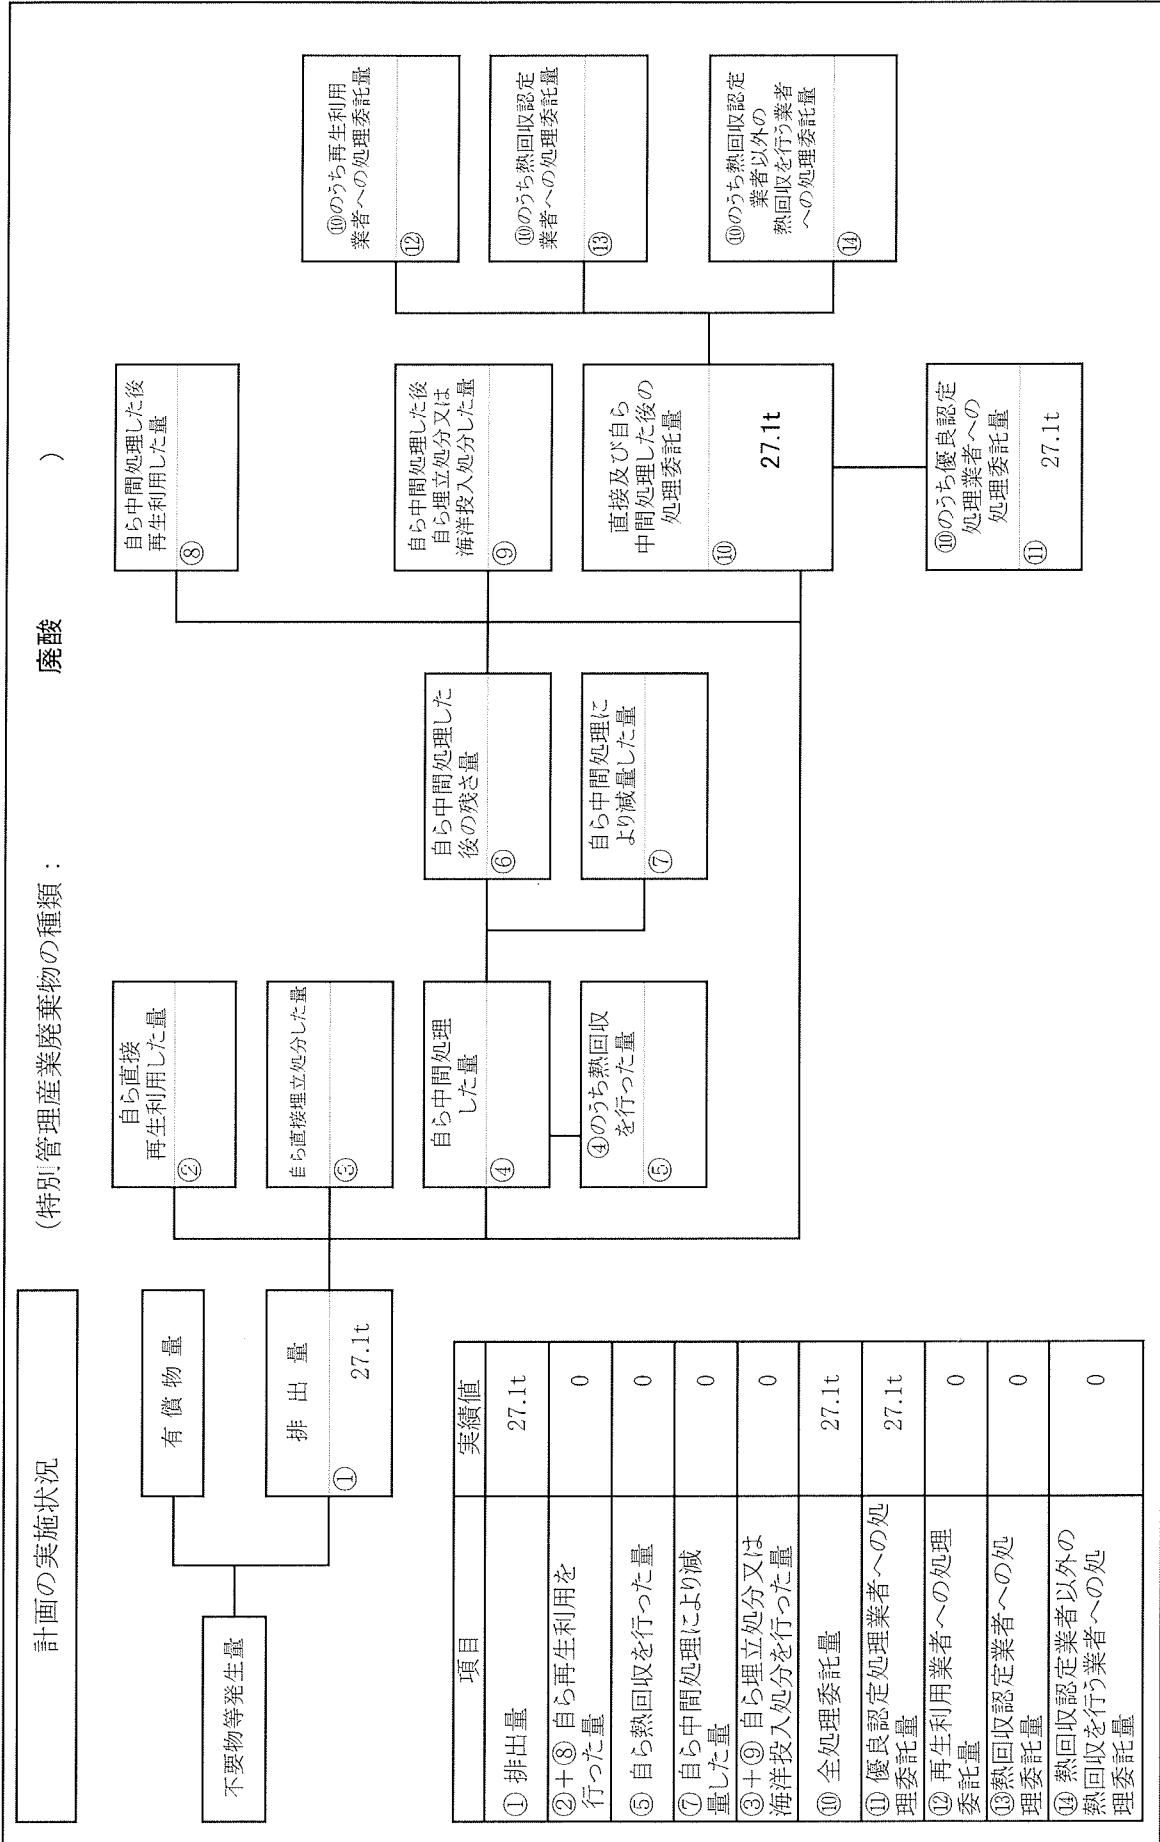 計画の実施状況
(特別管理産業廃棄物の種類: 廃酸 )
不要物等発生量
有償物量
排出量
① 27.1t
自ら直接
再生利用した量
②
自ら直接埋立処分した量
③
自ら中間処理
した量
④
④のうち熱回収
を行った量
⑤
自ら中間処理した
後の残さ量
⑥
自ら中間処理に
より減量した量
⑦
自ら中間処理した後
再生利用した量
⑧
自ら中間処理した後
自ら埋立処分又は
海洋投入処分した量
⑨
直接及び自ら
中間処理した後の
処理委託量
⑩ 27.1t
⑩のうち優良認定
処理業者への
処理委託量
⑪ 27.1t
⑩のうち再生利用
業者への処理委託量
⑫
⑩のうち熱回収認定
業者への処理委託量
⑬
⑩のうち熱回収認定
業者以外の
熱回収を行う業者
への処理委託量
⑭
項目 実績値
① 排出量 27.1t
②+⑧ 自ら再生利用を
行った量 0
⑤ 自ら熱回収を行った量 0
⑦ 自ら中間処理により減
量した量 0
③+⑨ 自ら埋立処分又は
海洋投入処分を行った量 0
⑩ 全処理委託量 27.1t
⑪ 優良認定処理業者への処
理委託量 27.1t
⑫ 再生利用業者への処理
委託量 0
⑬熱回収認定業者への処
理委託量 0
⑭ 熱回収認定業者以外の
熱回収を行う業者への処
理委託量 0